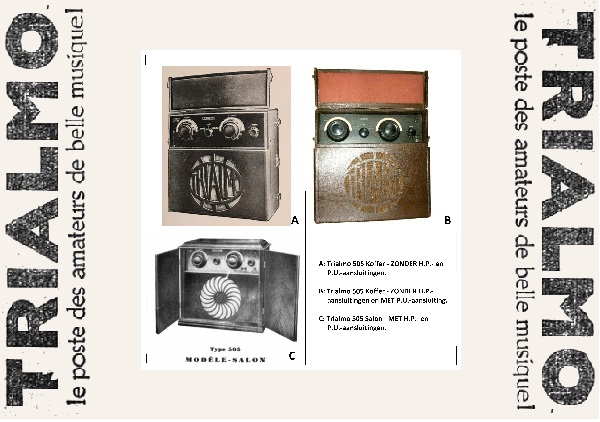 TRIALMO
le poste des amateurs de belle musique!
TRIALMO
A
B
A: Trialmo 505 Koffer - ZONDER H.P.- en
P.U.-aansluitingen.
B: Trialmo 505 Koffer - ZONDER H.P.-
aansluitingen en MET P.U.-aansluiting.
C: Trialmo 505 Salon - MET H.P.- en
P.U.-aansluitingen.
Type 505
MODÈLE-SALON
C
TRIALMO
le poste des amateurs de belle musique!